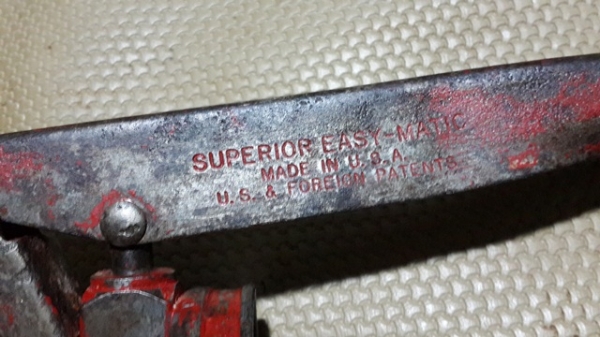 SUPERIOR EASY-MATIC
MADE IN U.S.A.
U.S. & FOREIGN PATENTS